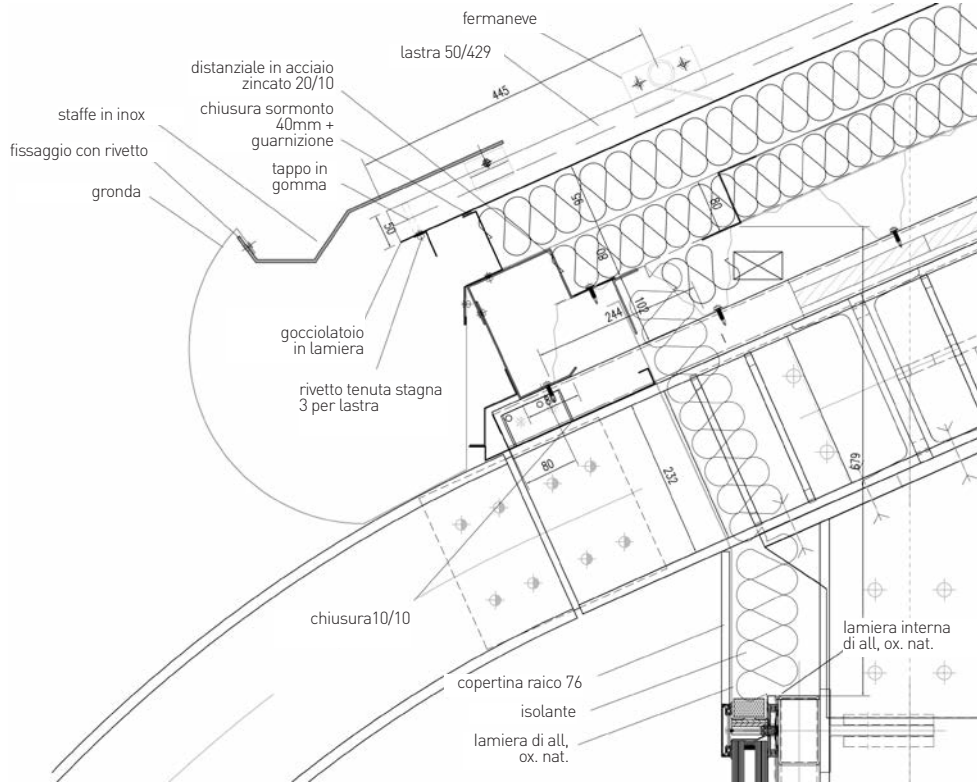 fermaneve
lastra 50/429
distanziale in acciaio
zincato 20/10
445
chiusura sormonto
40mm +
guarnizione
staffe in inox
fissaggio con rivetto
tappo in
gomma
gronda
50
95
80
80
102
244
gocciolatoio
in lamiera
rivetto tenuta stagna
3 per lastra
80
232
679
chiusura10/10
lamiera interna
di all, ox. nat.
copertina raico 76
isolante
lamiera di all,
ox. nat.